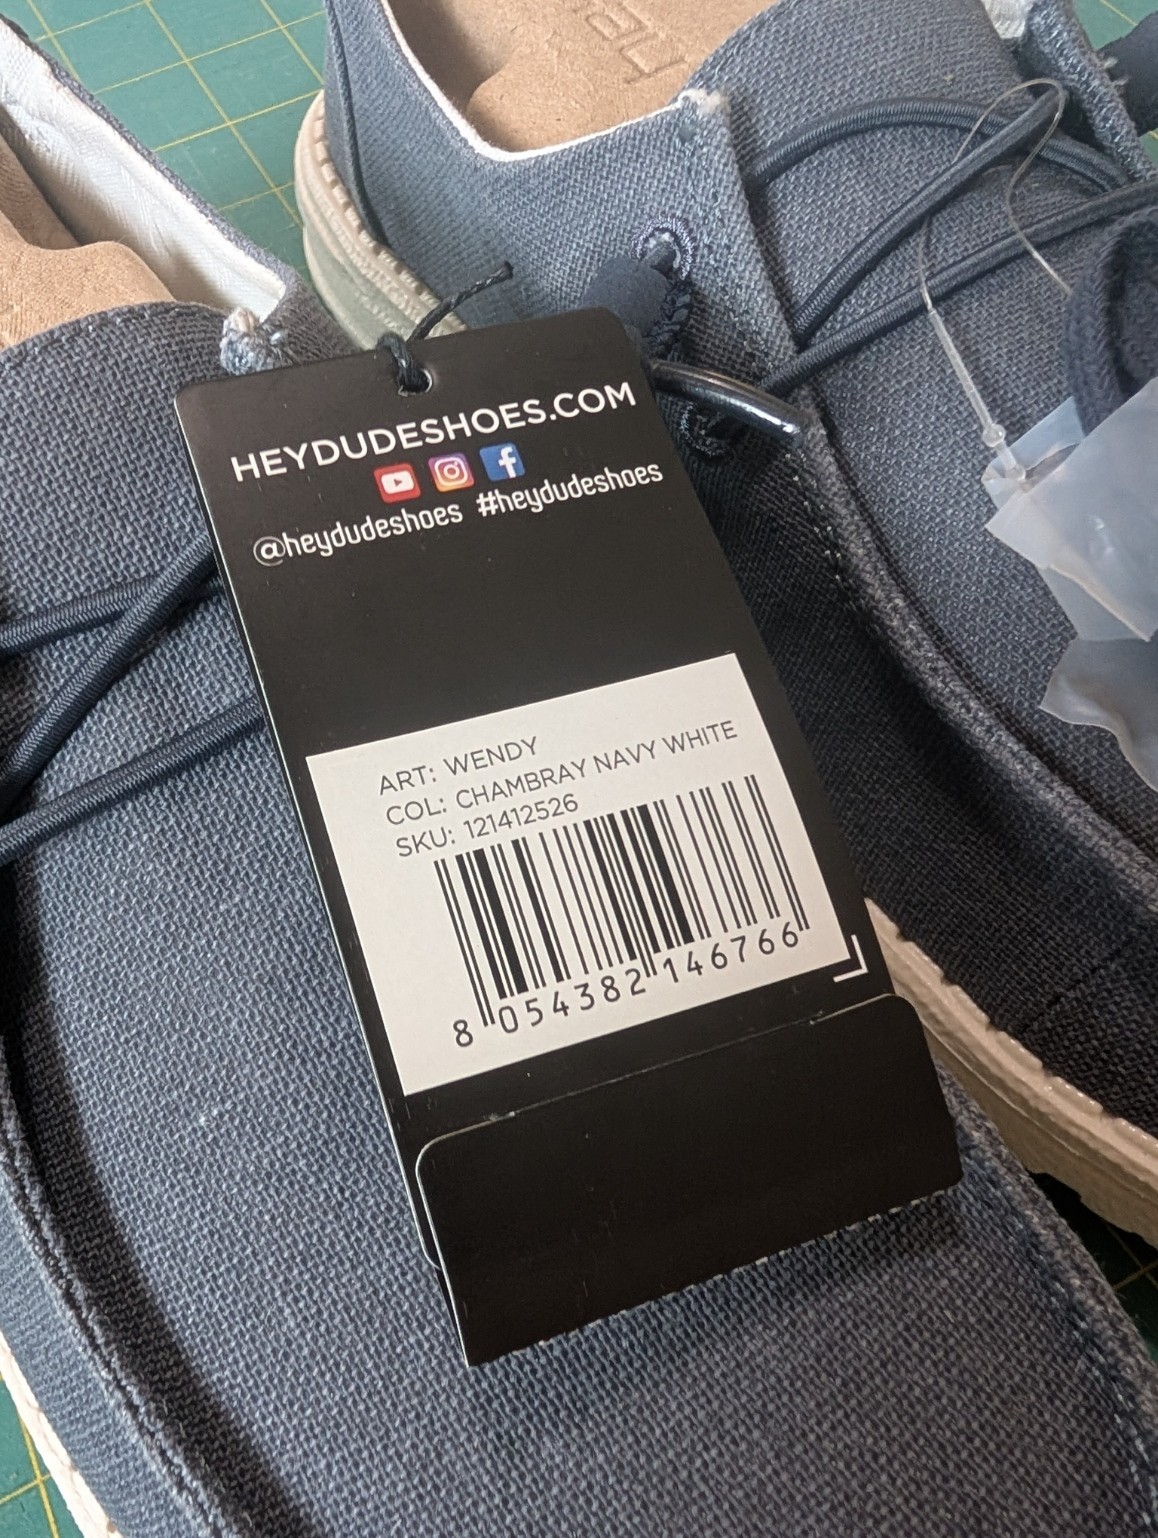 HEYDUDESHOES.COM
@heydudeshoes #heydudeshoes
ART: WENDY
COL: CHAMBRAY NAVY WHITE
SKU: 121412526
8 054382 146766